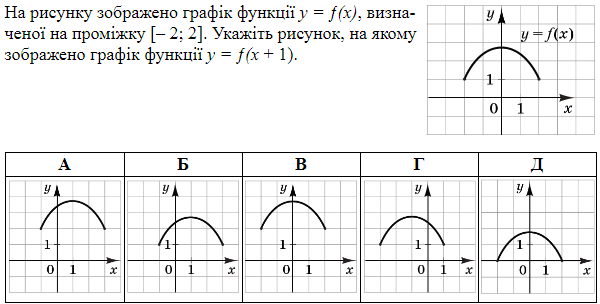 На рисунку зображено графік функції y = f(x), визна-
ченої на проміжку [– 2; 2]. Укажіть рисунок, на якому
зображено графік функції y = f(x + 1).
y
y = f(x)
1
0 1 x
А Б В Г Д
y y y y y
1 1 1 1 1
0 1 x 0 1 x 0 1 x 0 1 x 0 1 x